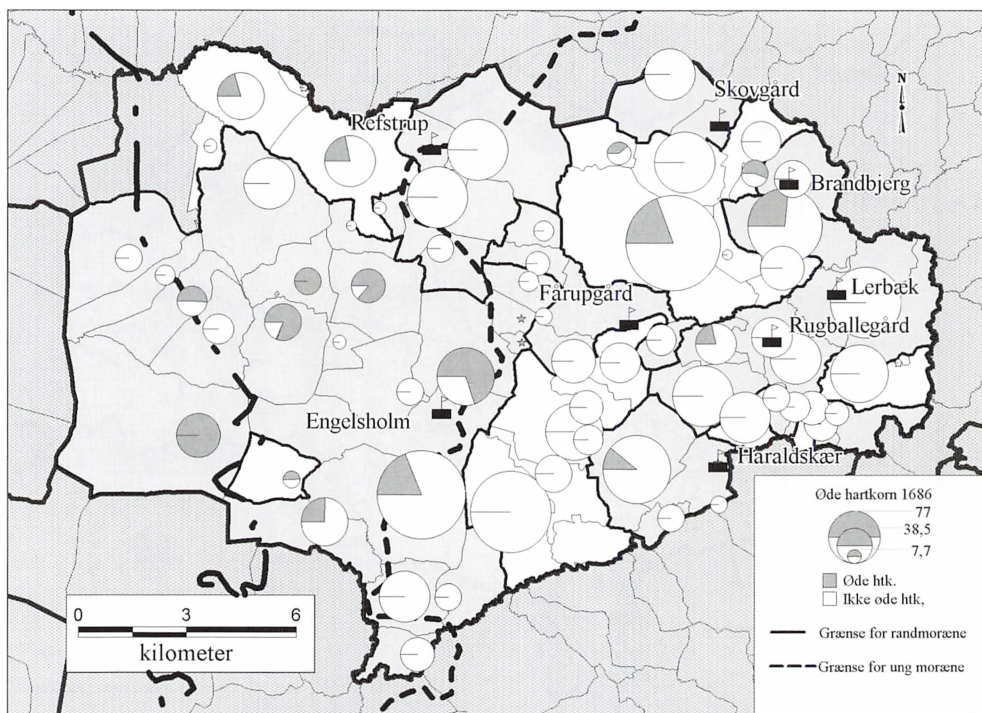 N
Skovgård
Refstrup
Brandbjerg
Lerbæk
Fårupgård
Rugballegård
Engelsholm
Haraldskær
Øde hartkorn 1686
77
38,5
7,7
Øde htk.
Ikke øde htk,
Grænse for randmoræne
Grænse for ung moræne
0 3 6
kilometer